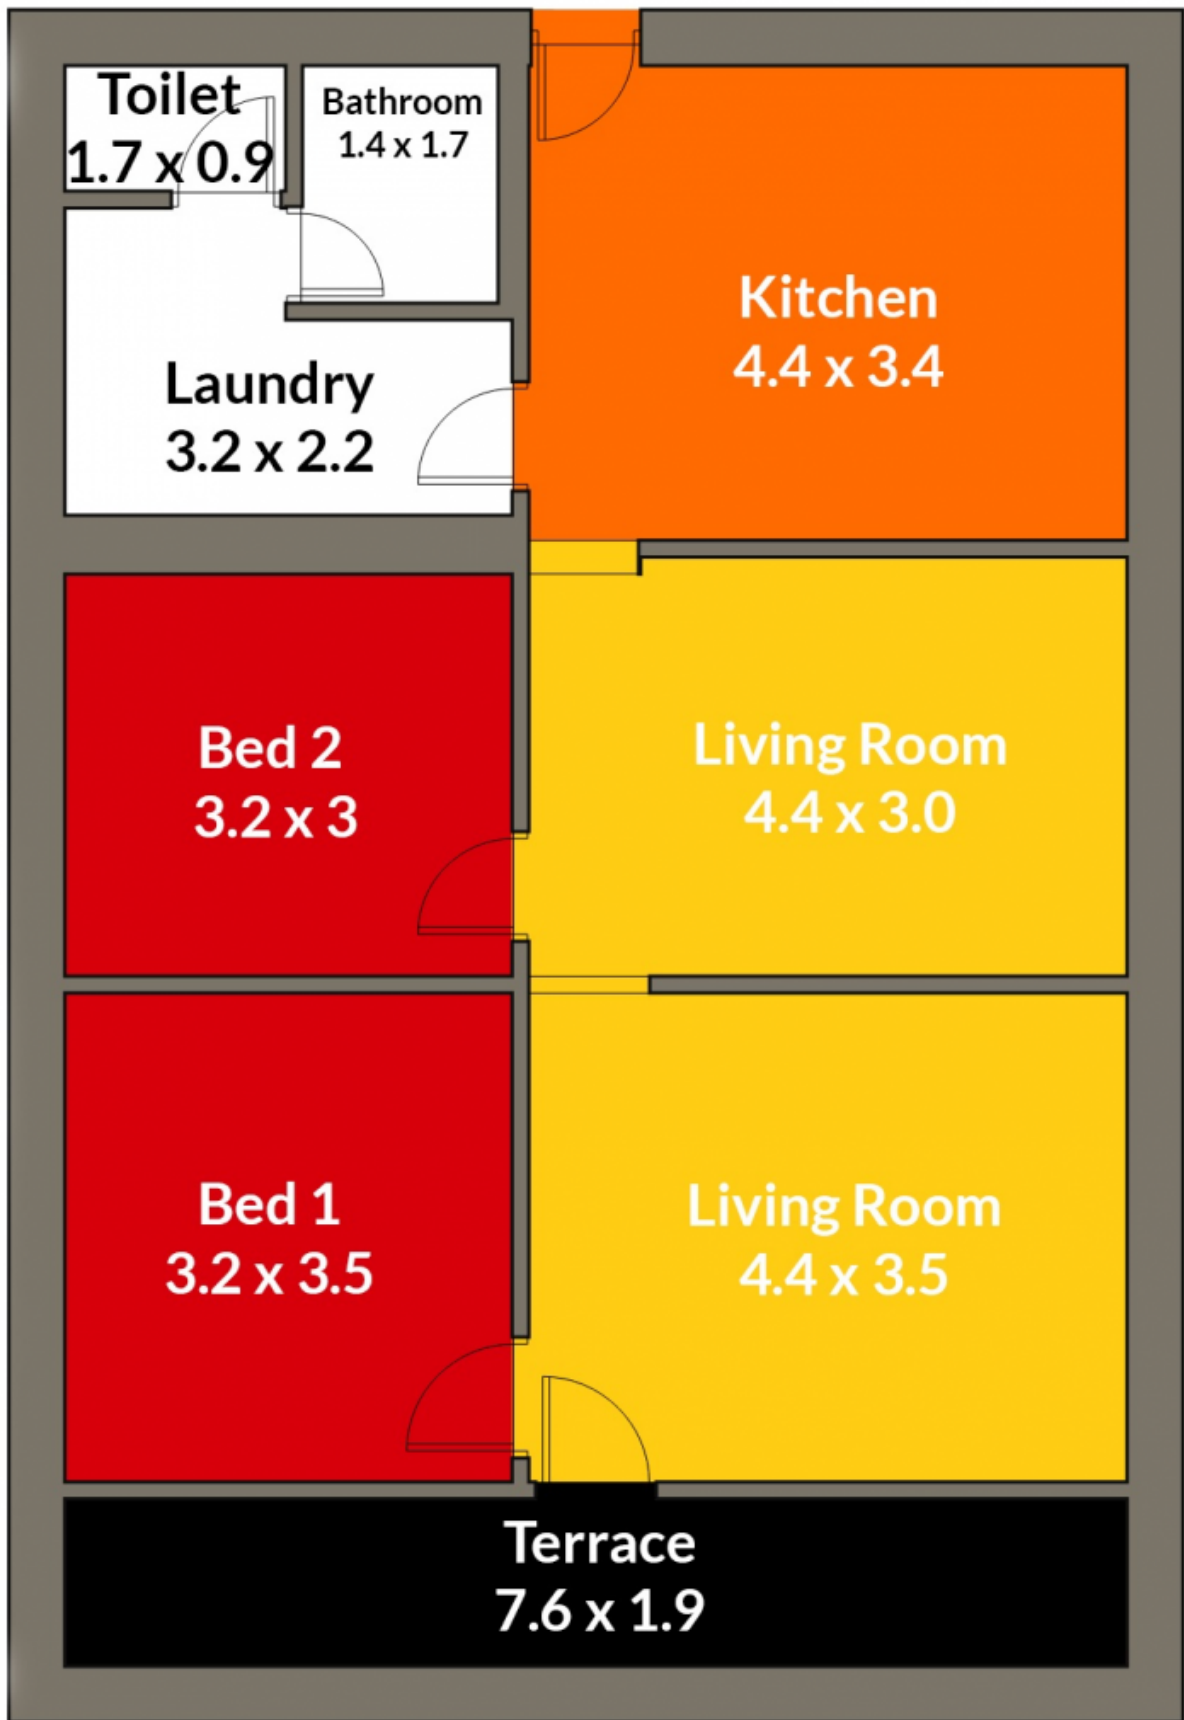 Toilet
1.7 x 0.9
Bathroom
1.4 x 1.7
Kitchen
4.4 x 3.4
Laundry
3.2 x 2.2
Bed 2
3.2 x 3
Living Room
4.4 x 3.0
Bed 1
3.2 x 3.5
Living Room
4.4 x 3.5
Terrace
7.6 x 1.9